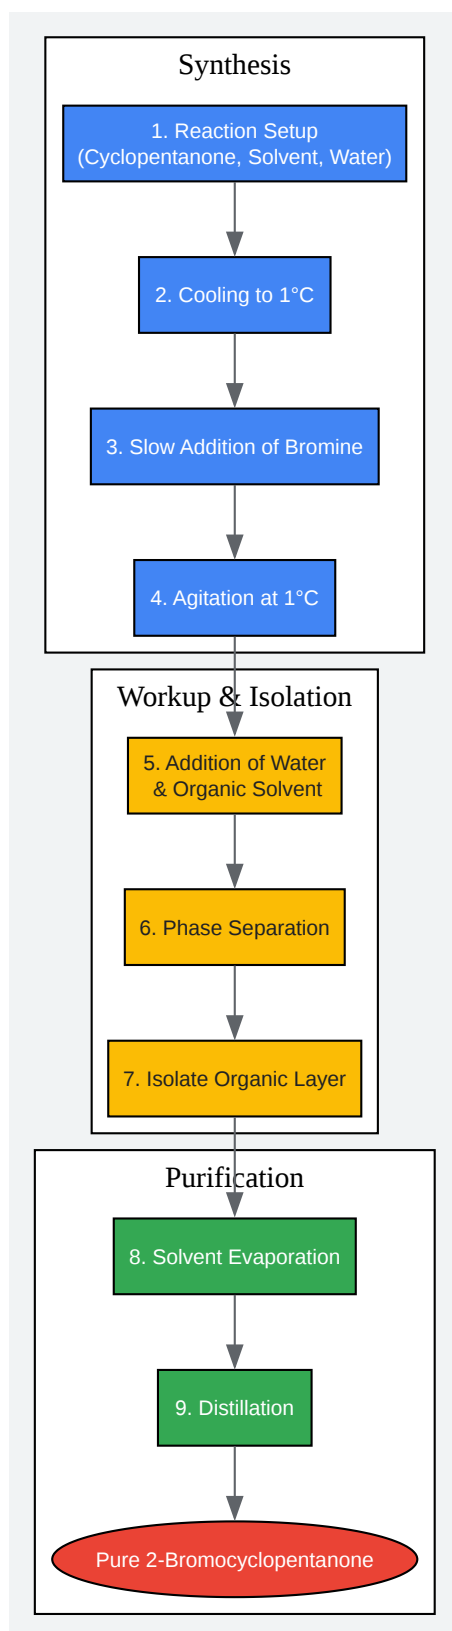 Synthesis
1. Reaction Setup
(Cyclopentanone, Solvent, Water)
2. Cooling to 1°C
3. Slow Addition of Bromine
4. Agitation at 1°C
Workup & Isolation
5. Addition of Water
& Organic Solvent
6. Phase Separation
7. Isolate Organic Layer
Purification
8. Solvent Evaporation
9. Distillation
Pure 2-Bromocyclopentanone